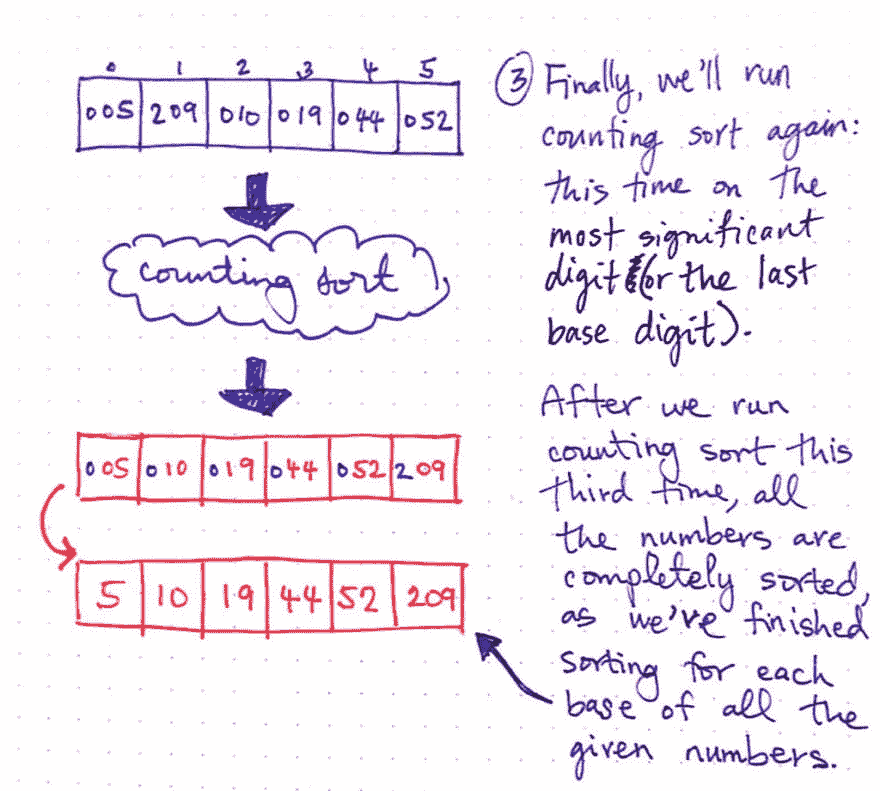 0 1 2 3 4 5
005 209 010 019 044 052
counting sort
005 010 019 044 052 209
5 10 19 44 52 209
③ Finally, we'll run
counting sort again:
this time on the
most significant
digit (or the last
base digit).
After we run
counting sort this
third time, all
the numbers are
completely sorted,
as we've finished
sorting for each
base of all the
given numbers.